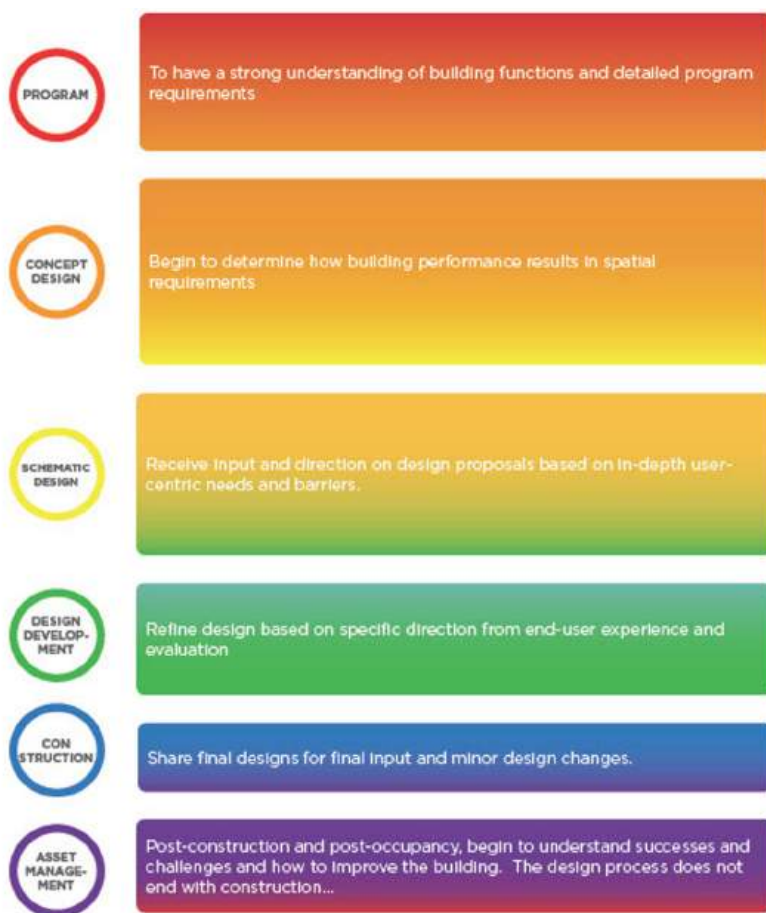 PROGRAM
To have a strong understanding of building functions and detailed program
requirements
CONCEPT
DESIGN
Begin to determine how building performance results in spatial
requirements
SCHEMATIC
DESIGN
Receive input and direction on design proposals based on in-depth user-
centric needs and barriers.
DESIGN
DEVELOP-
MENT
Refine design based on specific direction from end-user experience and
evaluation
CON
STRUCTION
Share final designs for final input and minor design changes.
ASSET
MANAGE-
MENT
Post-construction and post-occupancy, begin to understand successes and
challenges and how to improve the building. The design process does not
end with construction...